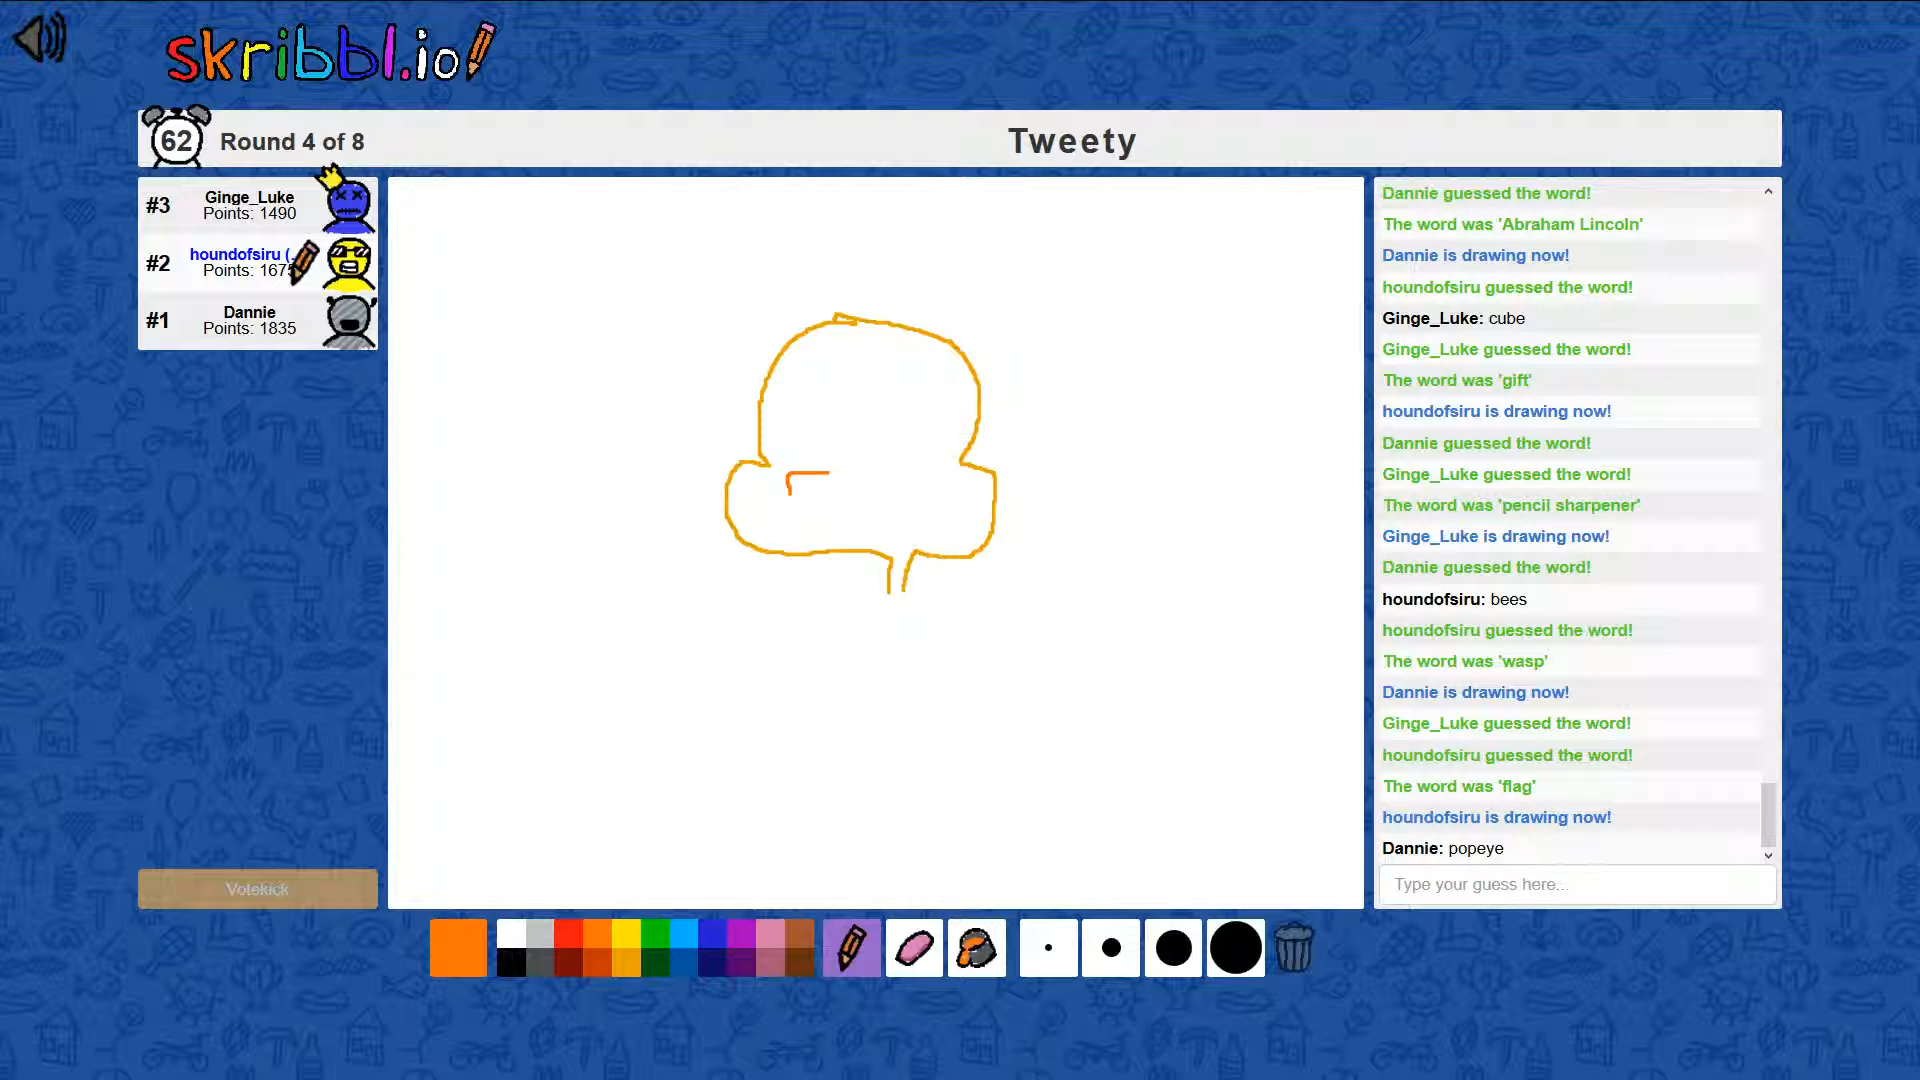 skribbl.io
62
Round 4 of 8
Tweety
#3
Ginge_Luke
Points: 1490
#2
houndofsiru (
Points: 1675
#1
Dannie
Points: 1835
Votekick
Dannie guessed the word!
The word was 'Abraham Lincoln'
Dannie is drawing now!
houndofsiru guessed the word!
Ginge_Luke: cube
Ginge_Luke guessed the word!
The word was 'gift'
houndofsiru is drawing now!
Dannie guessed the word!
Ginge_Luke guessed the word!
The word was 'pencil sharpener'
Ginge_Luke is drawing now!
Dannie guessed the word!
houndofsiru: bees
houndofsiru guessed the word!
The word was 'wasp'
Dannie is drawing now!
Ginge_Luke guessed the word!
houndofsiru guessed the word!
The word was 'flag'
houndofsiru is drawing now!
Dannie: popeye
Type your guess here...